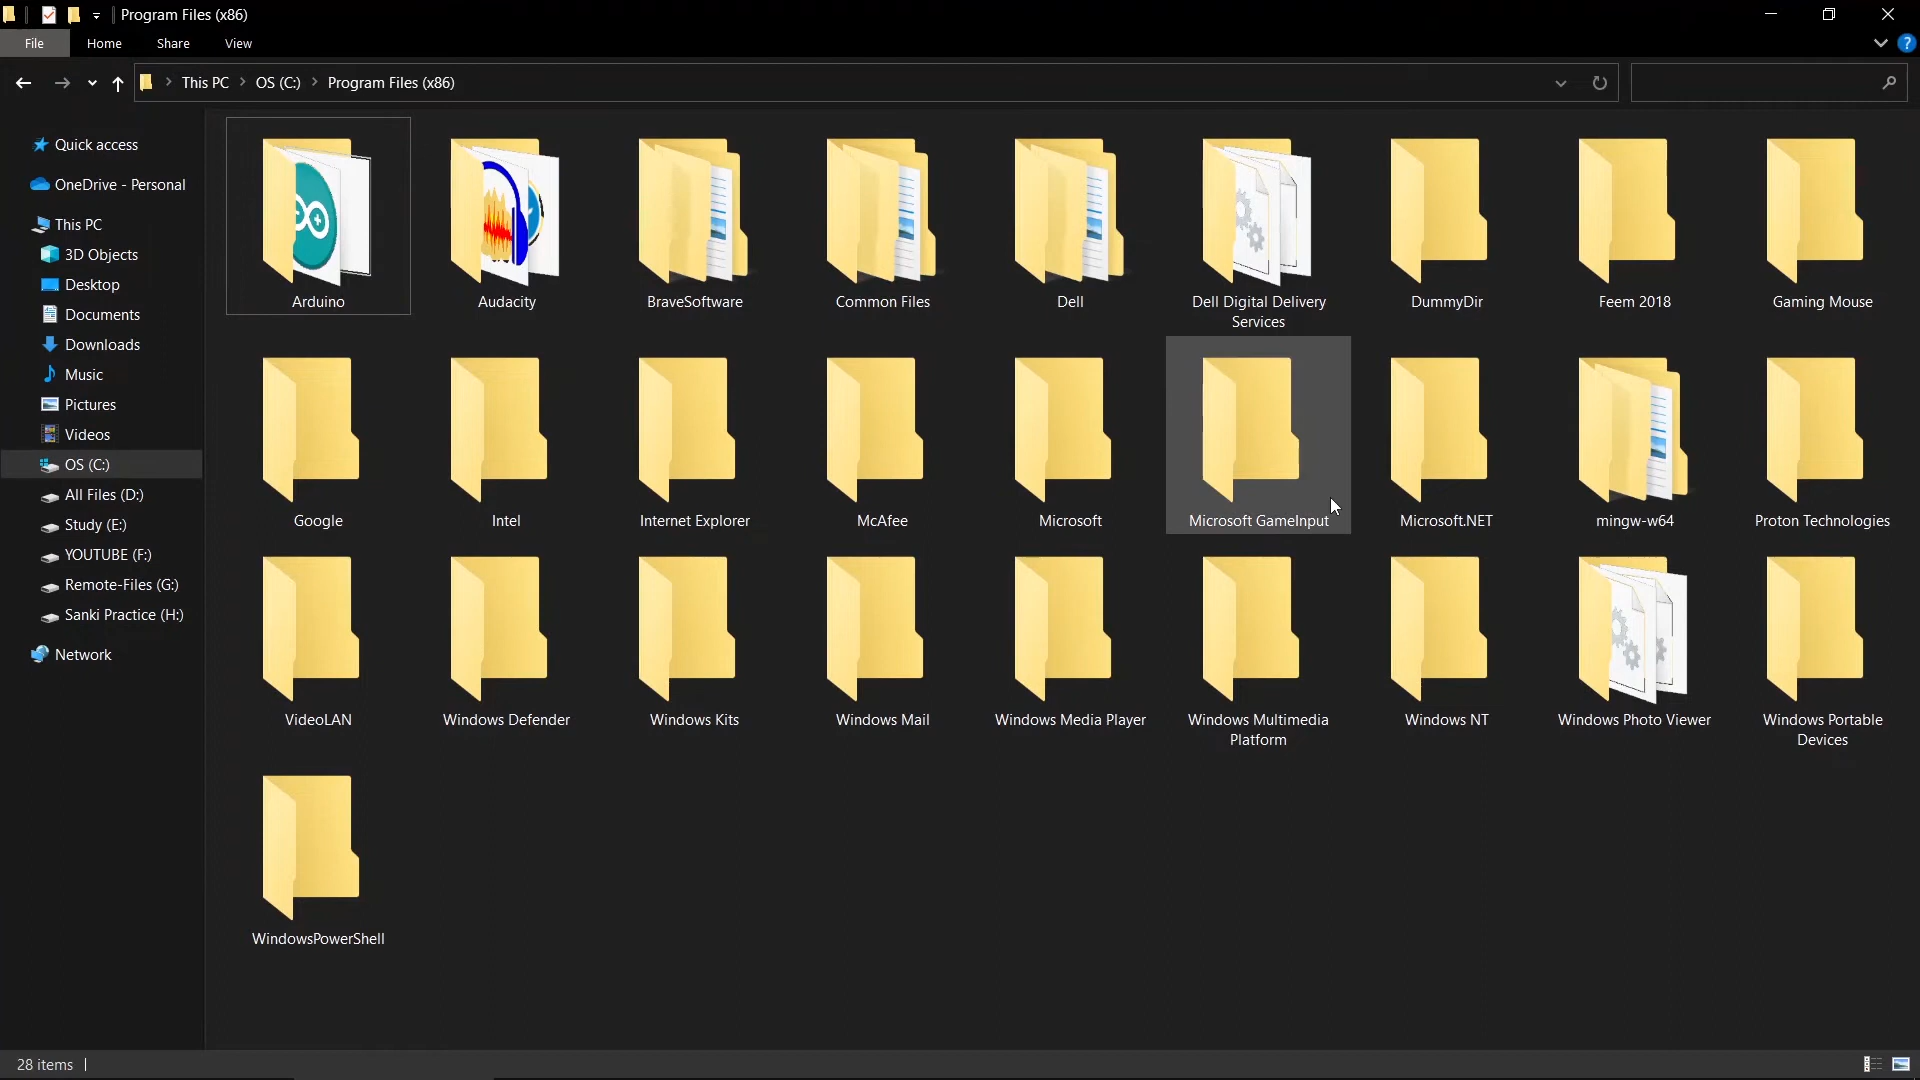 Program Files (x86)
File Home Share View
This PC OS (C:) Program Files (x86)
Quick access
OneDrive - Personal
This PC
3D Objects
Desktop
Documents
Downloads
Music
Pictures
Videos
OS (C:)
All Files (D:)
Study (E:)
YOUTUBE (F:)
Remote-Files (G:)
Sanki Practice (H:)
Network
Arduino Audacity BraveSoftware Common Files Dell Dell Digital Delivery DummyDir Feem 2018 Gaming Mouse
Services
Google Intel Internet Explorer McAfee Microsoft Microsoft GameInput Microsoft.NET mingw-w64 Proton Technologies
VideoLAN Windows Defender Windows Kits Windows Mail Windows Media Player Windows Multimedia Windows NT Windows Photo Viewer Windows Portable
Platform Devices
WindowsPowerShell
28 items